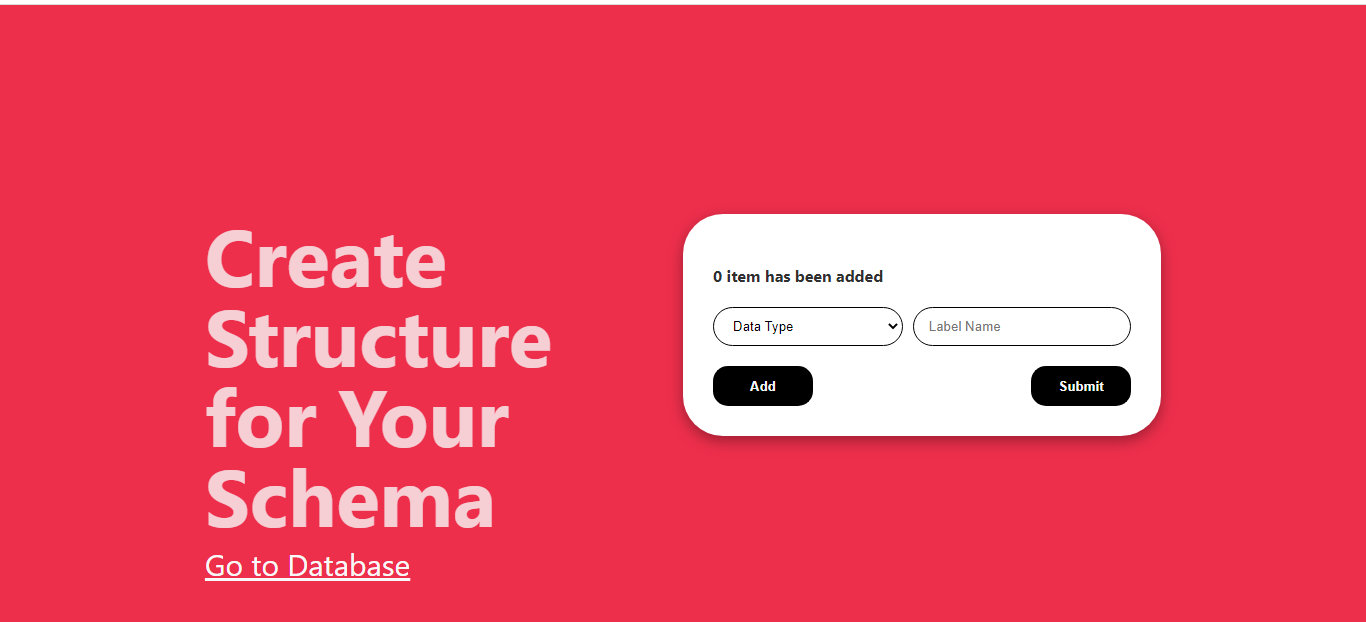 Create
Structure
for Your
Schema
Go to Database
0 item has been added
Data Type
Label Name
Add
Submit